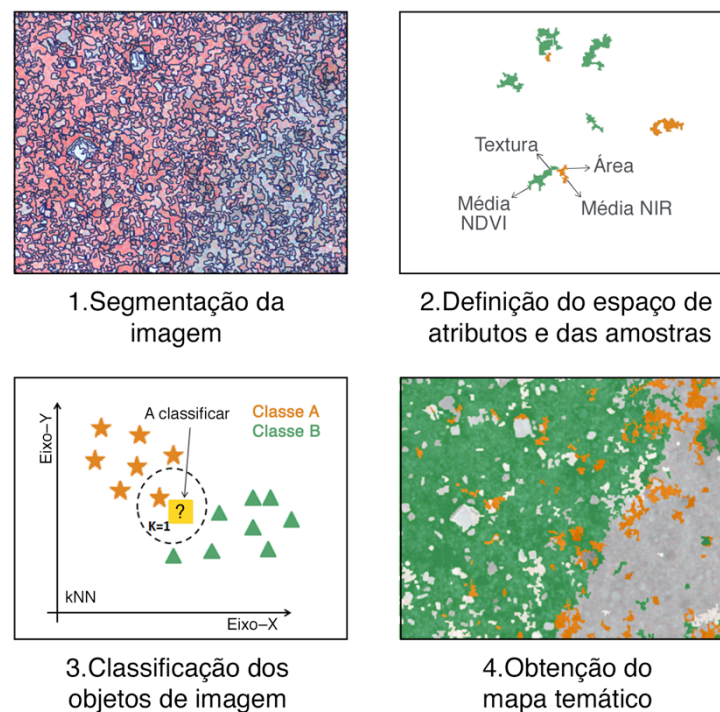 1.Segmentação da
imagem
Textura
Área
Média
NDVI
Média NIR
2.Definição do espaço de
atributos e das amostras
A classificar
Classe A
Classe B
Eixo–Y
?
K=1
kNN
Eixo–X
3.Classificação dos
objetos de imagem
4.Obtenção do
mapa temático